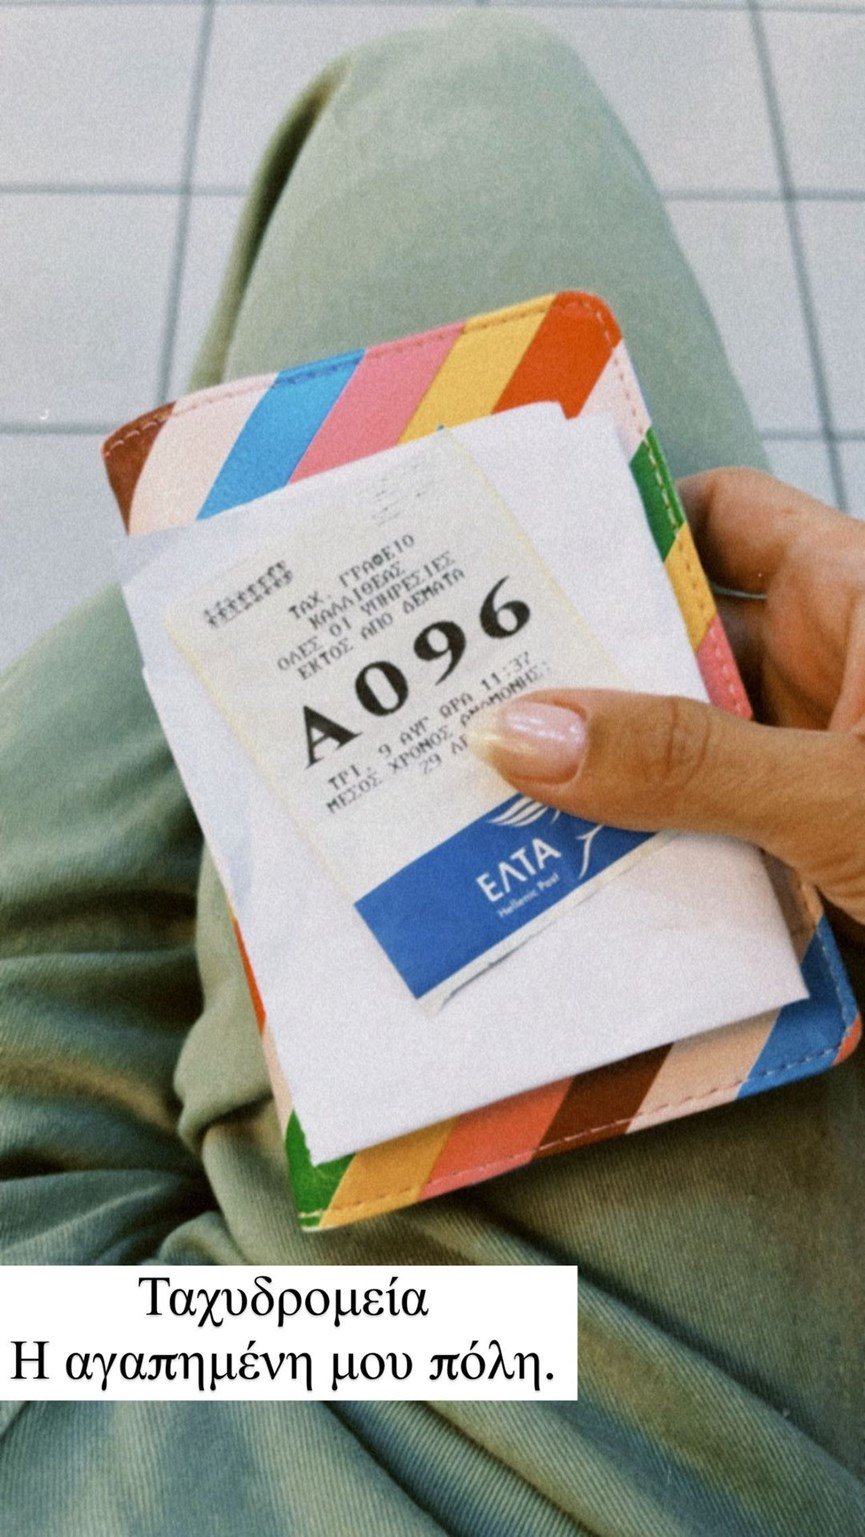 ΤΑΧ. ΓΡΑΦΕΙΟ
ΚΑΛΛΙΘΕΑΣ
ΟΛΕΣ ΟΙ ΥΠΗΡΕΣΙΕΣ
ΕΚΤΟΣ ΑΠΟ ΔΕΜΑΤΑ
A096
ΤΡΙ, 9 ΑΥΓ ΩΡΑ 11:37
ΜΕΣΟΣ ΧΡΟΝΟΣ ΑΝΑΜΟΝΗΣ:
29
ΕΛΤΑ
Hellenic Post
Ταχυδρομεία
Η αγαπημένη μου πόλη.